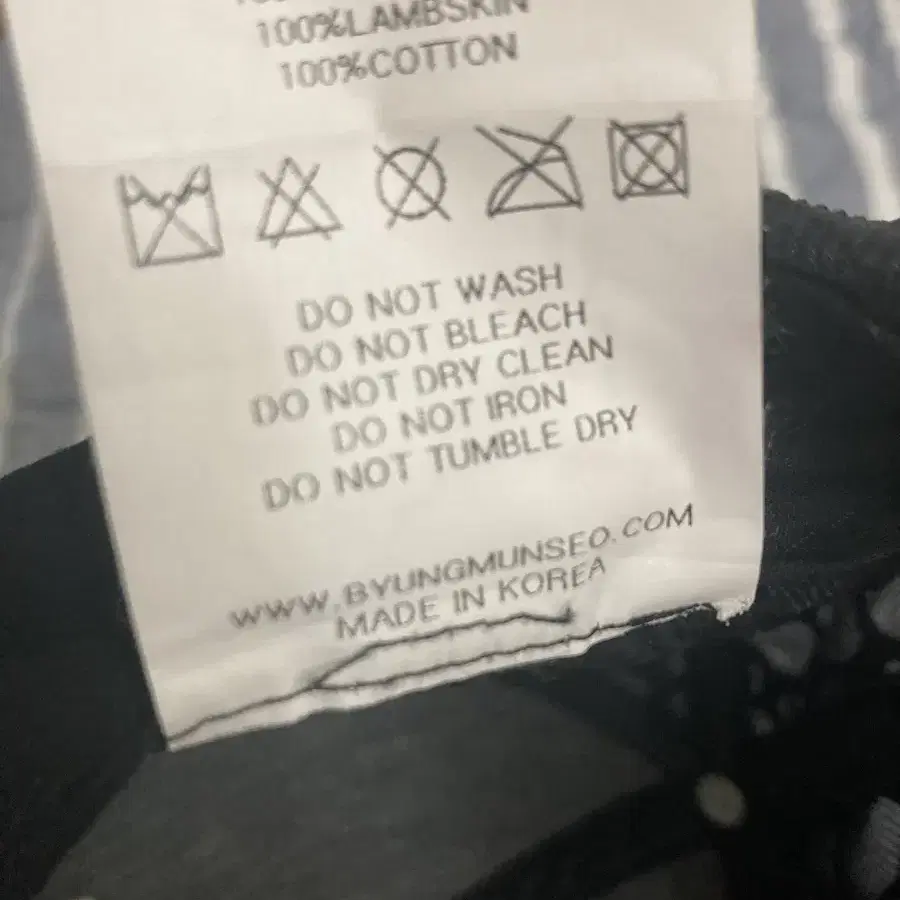 100%LAMBSKIN
100%COTTON
DO NOT WASH
DO NOT BLEACH
DO NOT DRY CLEAN
DO NOT IRON
DO NOT TUMBLE DRY
WWW.BYUNGMUNSEO.COM
MADE IN KOREA